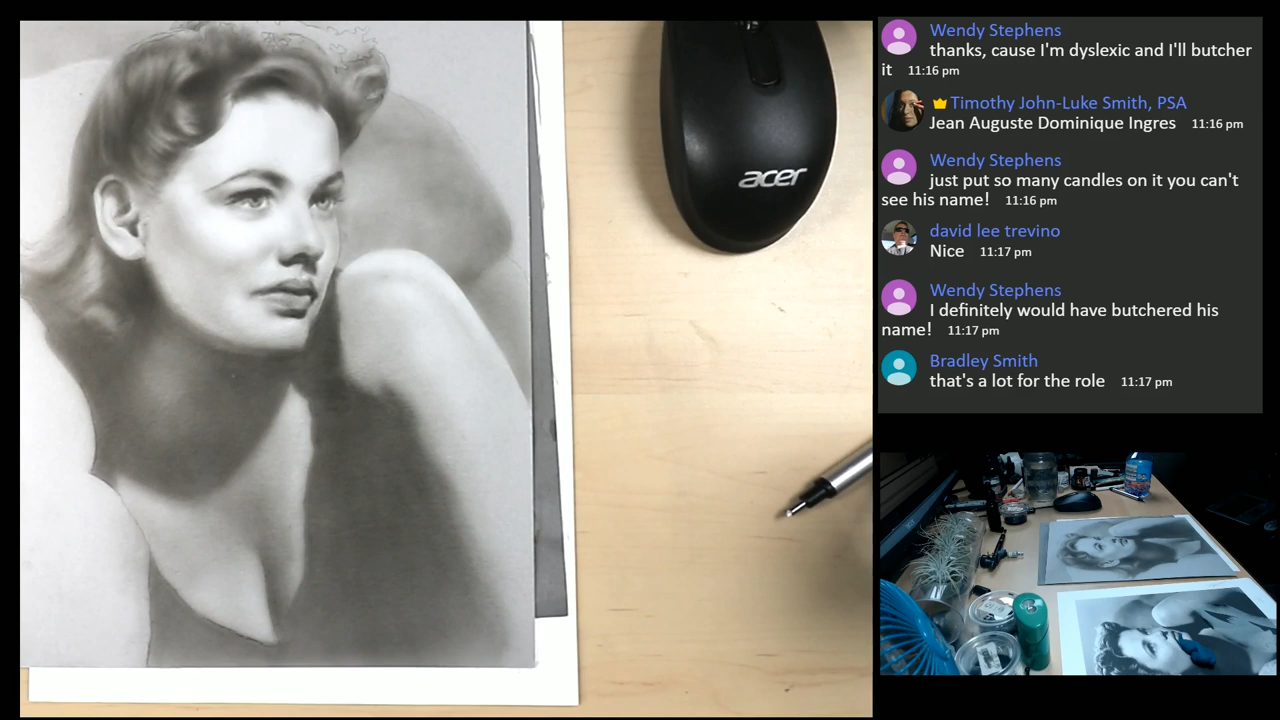 acer
Wendy Stephens
thanks, cause I'm dyslexic and I'll butcher
it 11:16 pm
Timothy John-Luke Smith, PSA
Jean Auguste Dominique Ingres 11:16 pm
Wendy Stephens
just put so many candles on it you can't
see his name! 11:16 pm
david lee trevino
Nice 11:17 pm
Wendy Stephens
I definitely would have butchered his
name! 11:17 pm
Bradley Smith
that's a lot for the role 11:17 pm